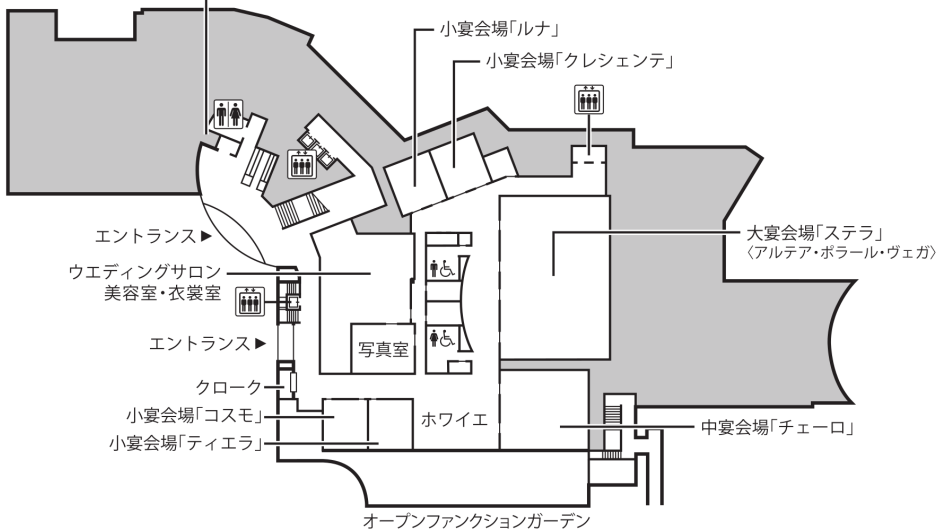 小宴会場「ルナ」
小宴会場「クレシェンテ」
エントランス▶
大宴会場「ステラ」
〈アルテア・ポラール・ヴェガ〉
ウエディングサロン
美容室・衣裳室
エントランス▶
写真室
クローク
小宴会場「コスモ」
小宴会場「ティエラ」
ホワイエ
中宴会場「チェーロ」
オープンファンクションガーデン